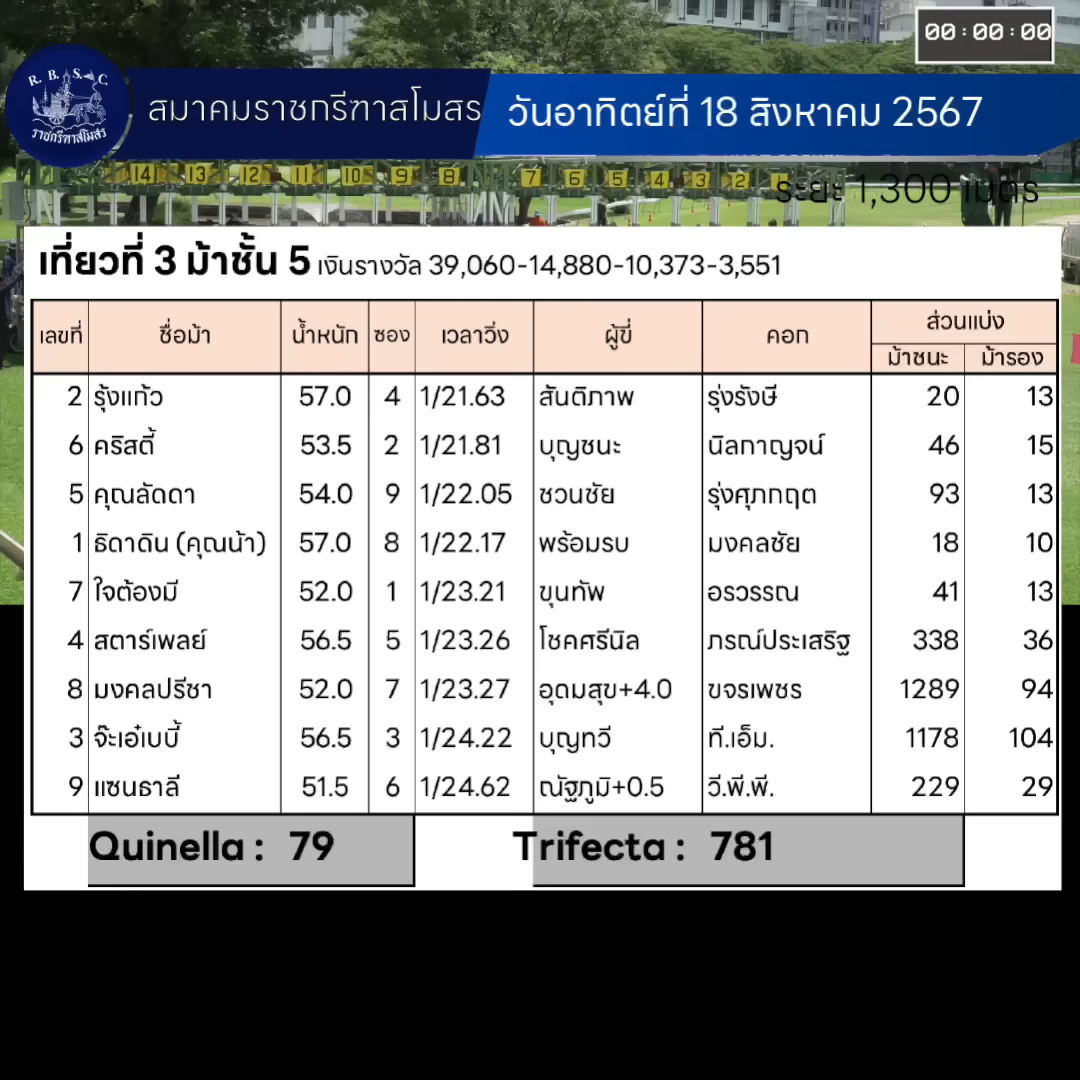 00:00:00
R. B. S. C.
ราชกรีฑาสโมสร
สมาคมราชกรีฑาสโมสร
วันอาทิตย์ที่ 18 สิงหาคม 2567
14 13 12 11 10 9 8 7 6 5 4 3 2 1
ระยะ 1,300 เมตร
เที่ยวที่ 3 ม้าชั้น 5 เงินรางวัล 39,060-14,880-10,373-3,551
เลขที่ ชื่อม้า น้ำหนัก ซอง เวลาวิ่ง ผู้ขี่ คอก ส่วนแบ่ง
ม้าชนะ ม้ารอง
2 รุ้งแก้ว 57.0 4 1/21.63 สันติภาพ รุ่งรังษี 20 13
6 คริสตี้ 53.5 2 1/21.81 บุญชนะ นิลกาญจน์ 46 15
5 คุณลัดดา 54.0 9 1/22.05 ชวนชัย รุ่งศุภกฤต 93 13
1 ธิดาดิน (คุณน้า) 57.0 8 1/22.17 พร้อมรบ มงคลชัย 18 10
7 ใจต้องมี 52.0 1 1/23.21 ขุนทัพ อรวรรณ 41 13
4 สตาร์เพลย์ 56.5 5 1/23.26 โชคศรีนิล ภรณ์ประเสริฐ 338 36
8 มงคลปรีชา 52.0 7 1/23.27 อุดมสุข+4.0 ขจรเพชร 1289 94
3 จ๊ะเอ๋เบบี้ 56.5 3 1/24.22 บุญทวี ที.เอ็ม. 1178 104
9 แซนธาลี 51.5 6 1/24.62 ณัฐภูมิ+0.5 วี.พี.พี. 229 29
Quinella : 79 Trifecta : 781